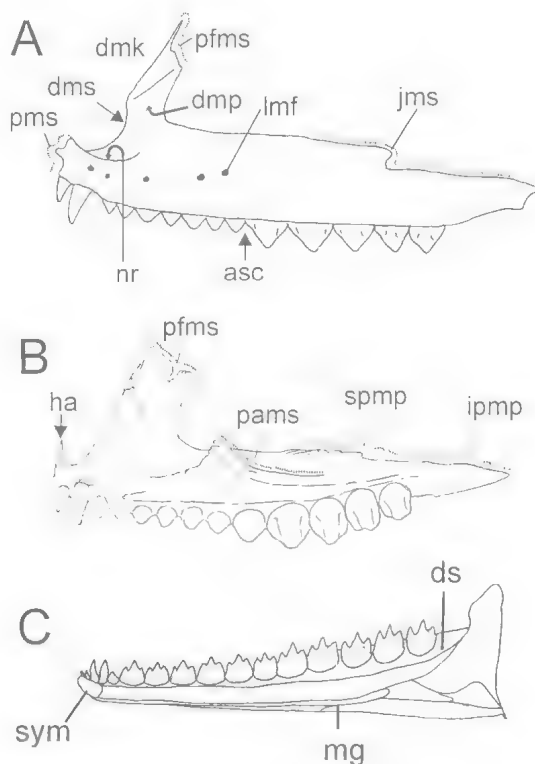 A
dmk
pfms
dms
dmp
lmf
jms
pms
nr
asc
B
pfms
ha
pams
spmp
ipmp
C
ds
sym
mg